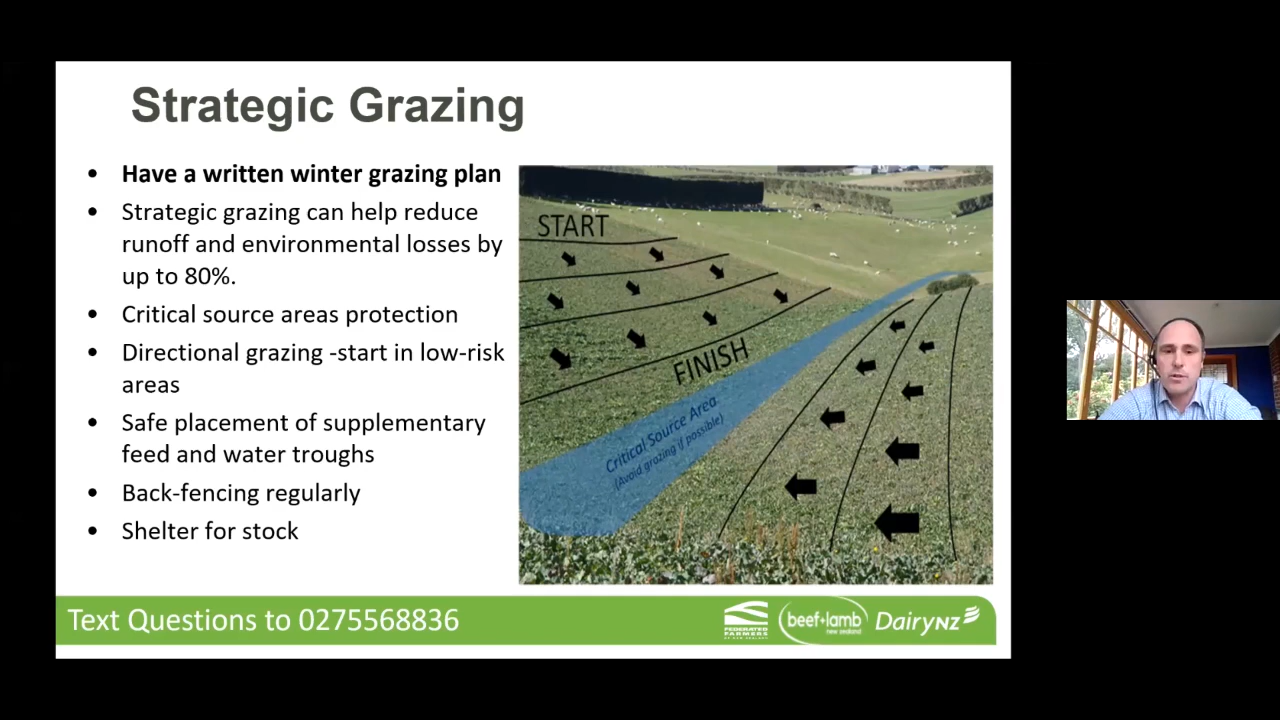 Strategic Grazing
• Have a written winter grazing plan
• Strategic grazing can help reduce
runoff and environmental losses by
up to 80%.
• Critical source areas protection
• Directional grazing -start in low-risk
areas
• Safe placement of supplementary
feed and water troughs
• Back-fencing regularly
• Shelter for stock
START
FINISH
Critical Source Area
(Avoid grazing if possible)
Text Questions to 0275568836
FEDERATED
FARMERS
OF NEW ZEALAND
beef+lamb
new zealand
DairyNZ